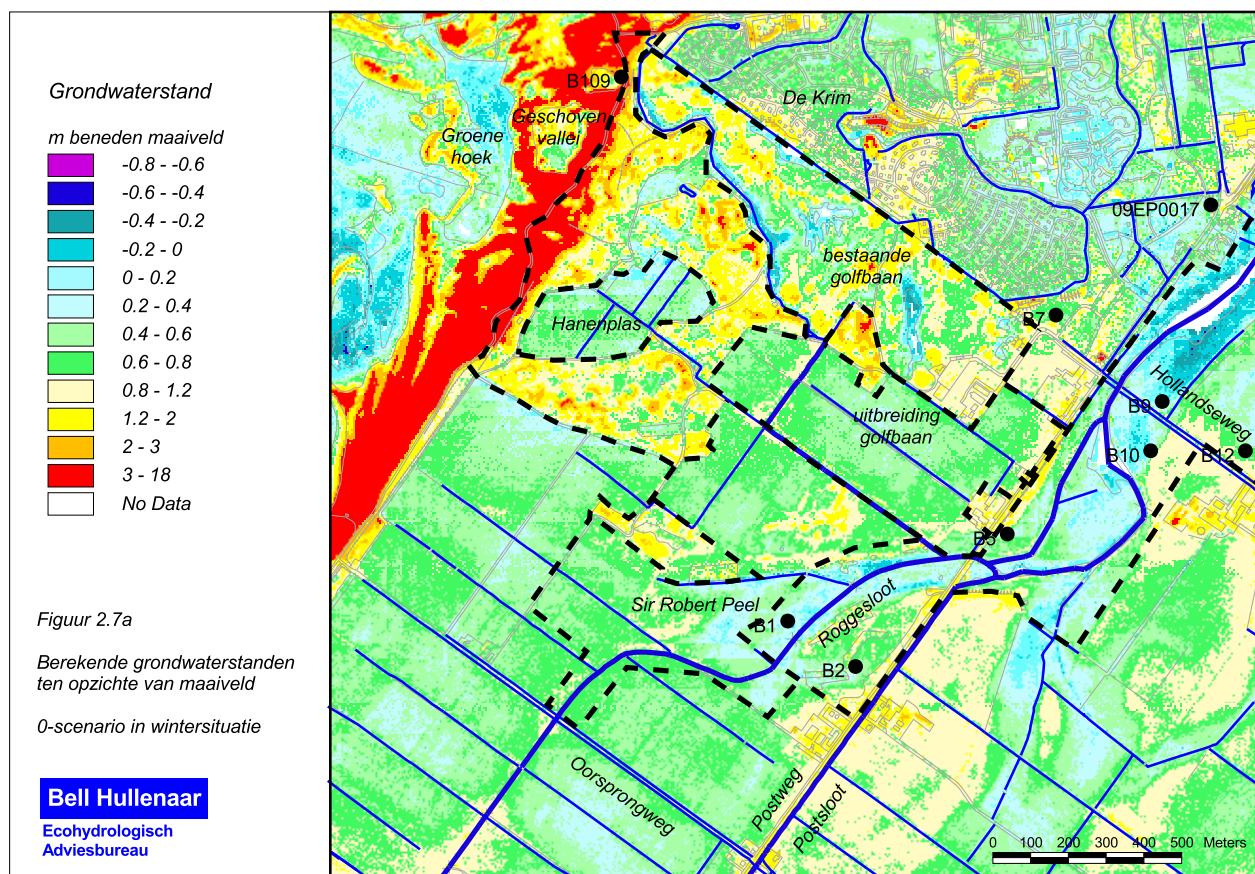 Grondwaterstand
m beneden maaiveld
-0.8 - -0.6
-0.6 - -0.4
-0.4 - -0.2
-0.2 - 0
0 - 0.2
0.2 - 0.4
0.4 - 0.6
0.6 - 0.8
0.8 - 1.2
1.2 - 2
2 - 3
3 - 18
No Data
Figuur 2.7a
Berekende grondwaterstanden
ten opzichte van maaiveld
0-scenario in wintersituatie
Bell Hullenaar
Ecohydrologisch
Adviesbureau
B109
Geschoven
vallei
Groene
hoek
De Krim
09EP0017
bestaande
golfbaan
Hanenplas
B7
Hollandseweg
B9
uitbreiding
golfbaan
B10
B12
B3
Sir Robert Peel
B1
Roggesloot
B2
Oorsprongweg
Postweg
Postsloot
0 100 200 300 400 500 Meters